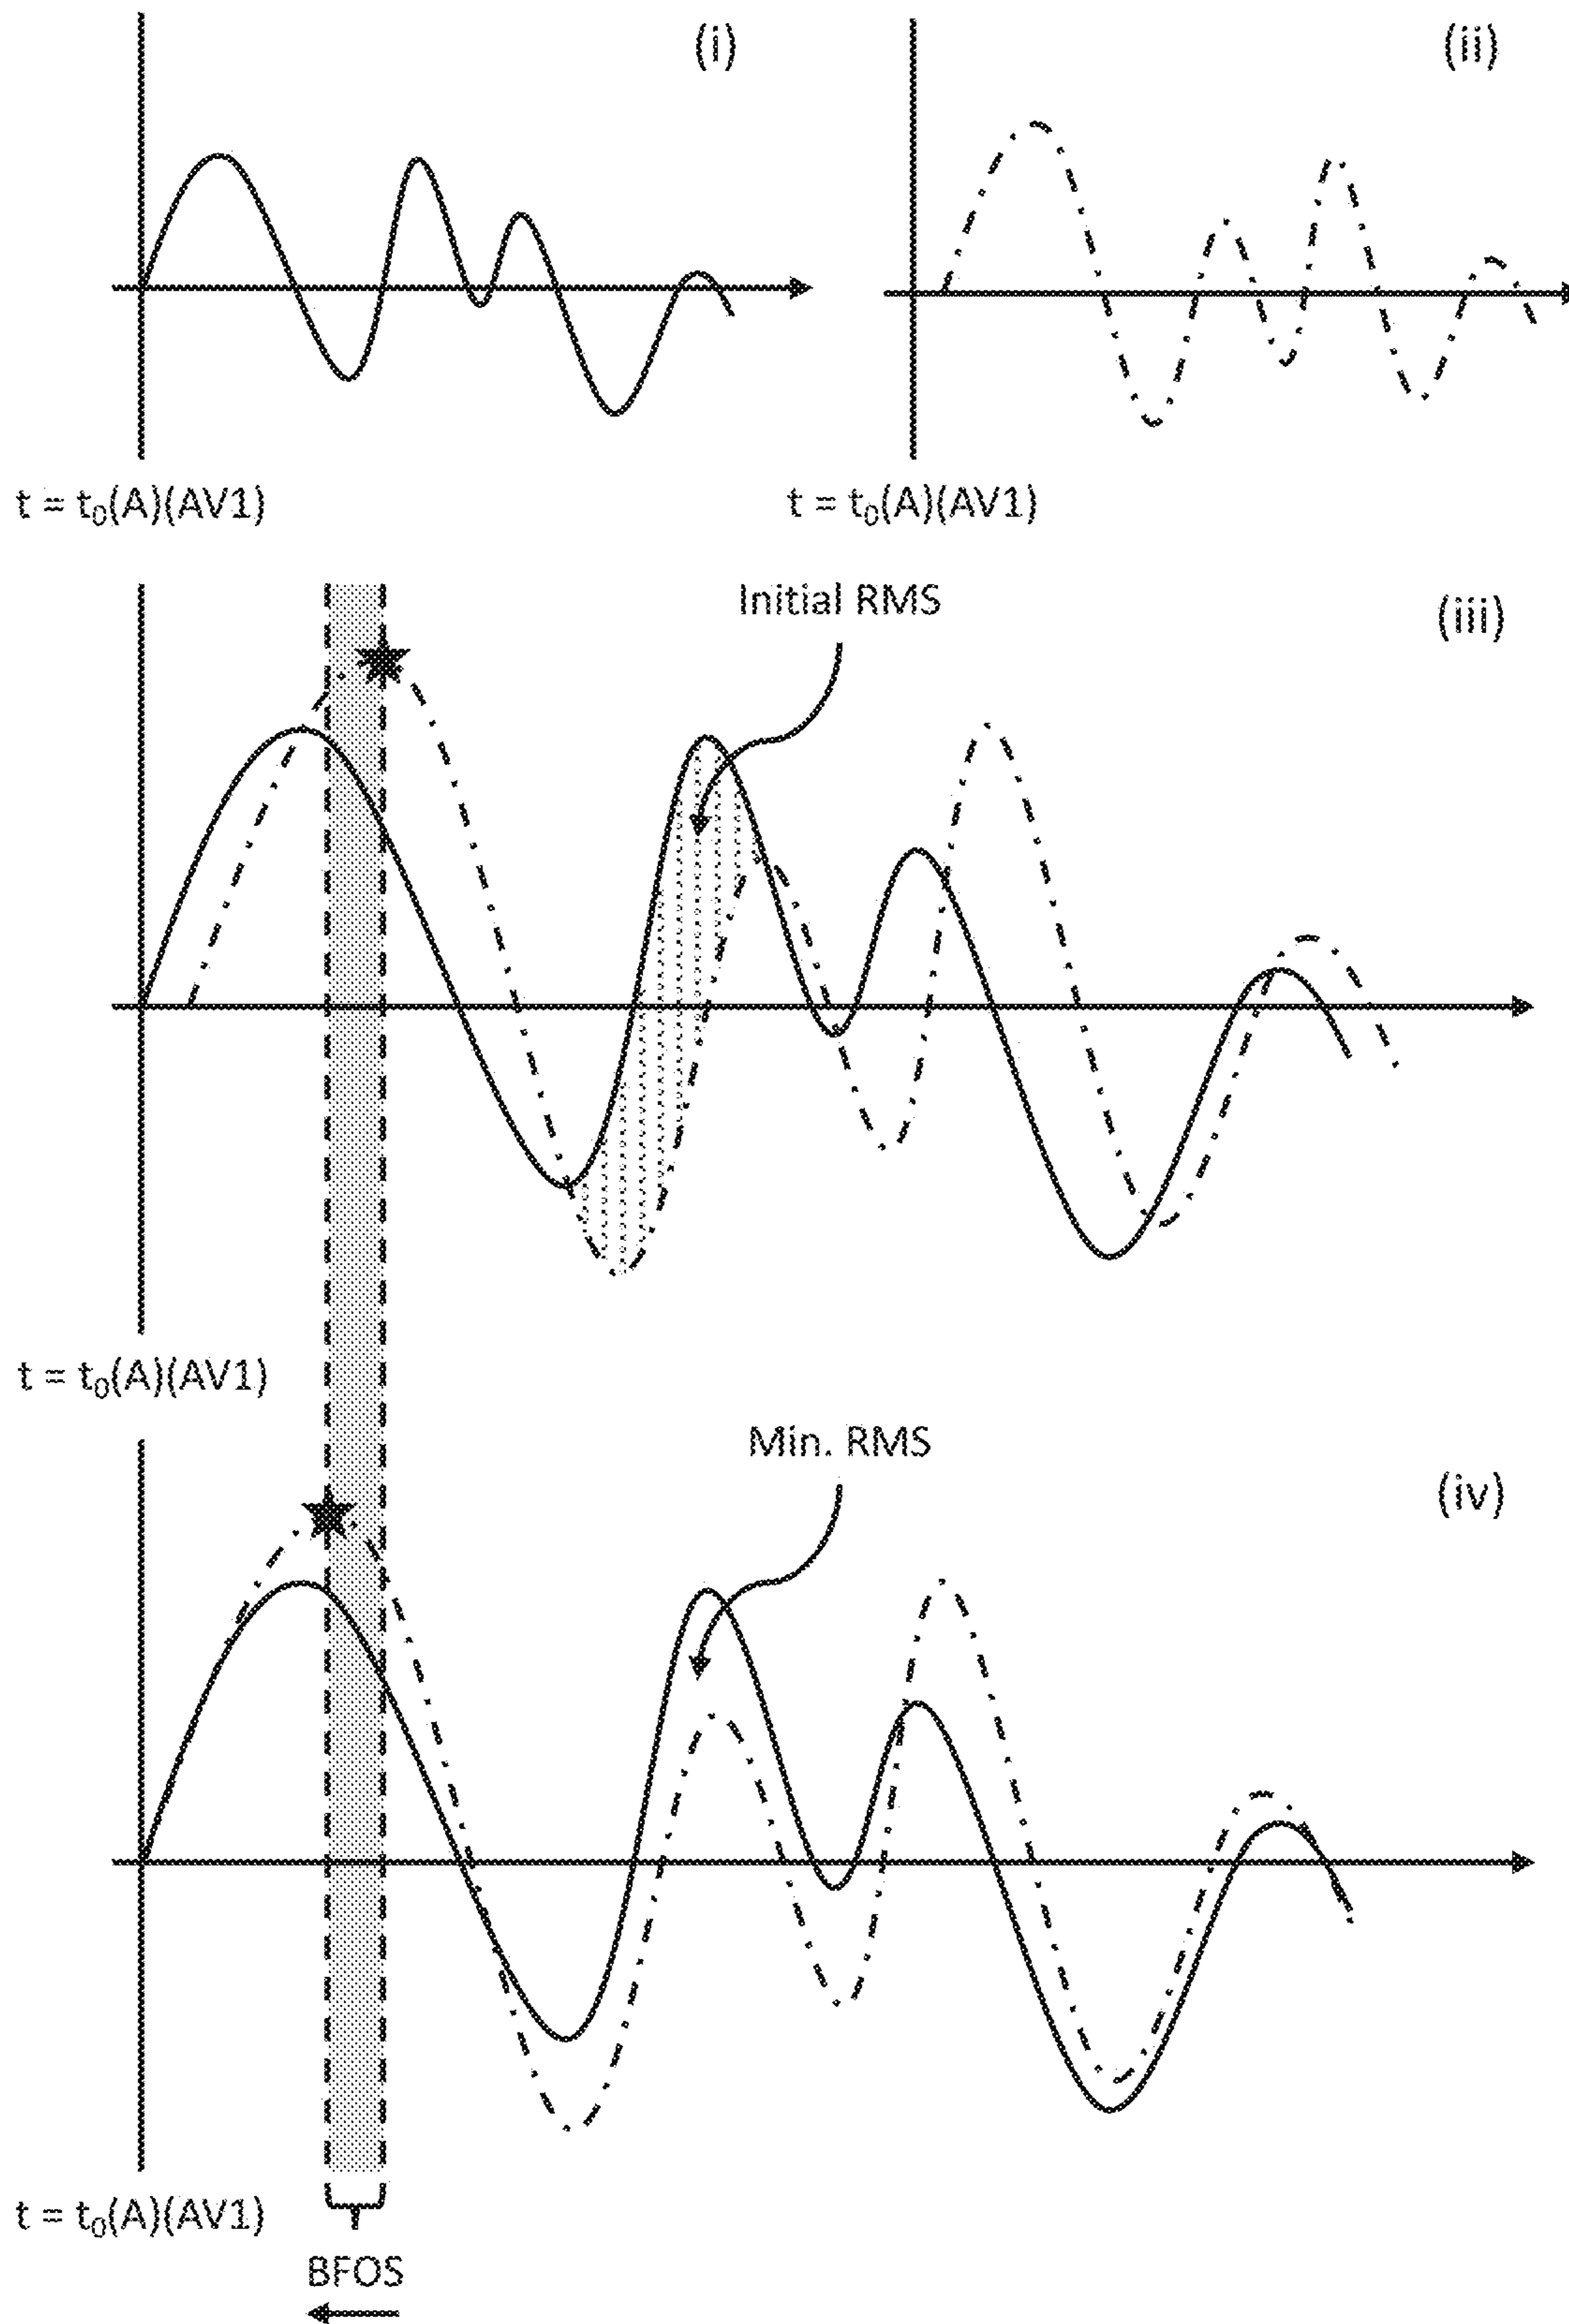 (i)
(ii)
t = t₀(A)(AV1)
t = t₀(A)(AV1)
Initial RMS
(iii)
t = t₀(A)(AV1)
Min. RMS
(iv)
t = t₀(A)(AV1)
BFOS